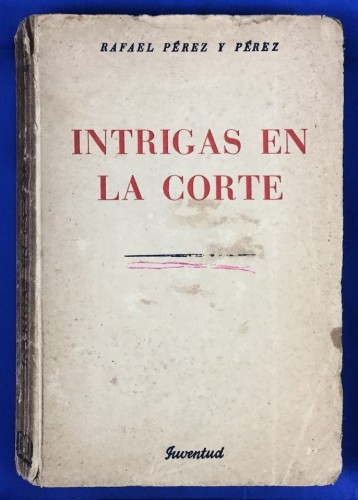 RAFAEL PÉREZ Y PÉREZ
INTRIGAS EN
LA CORTE
Juventud